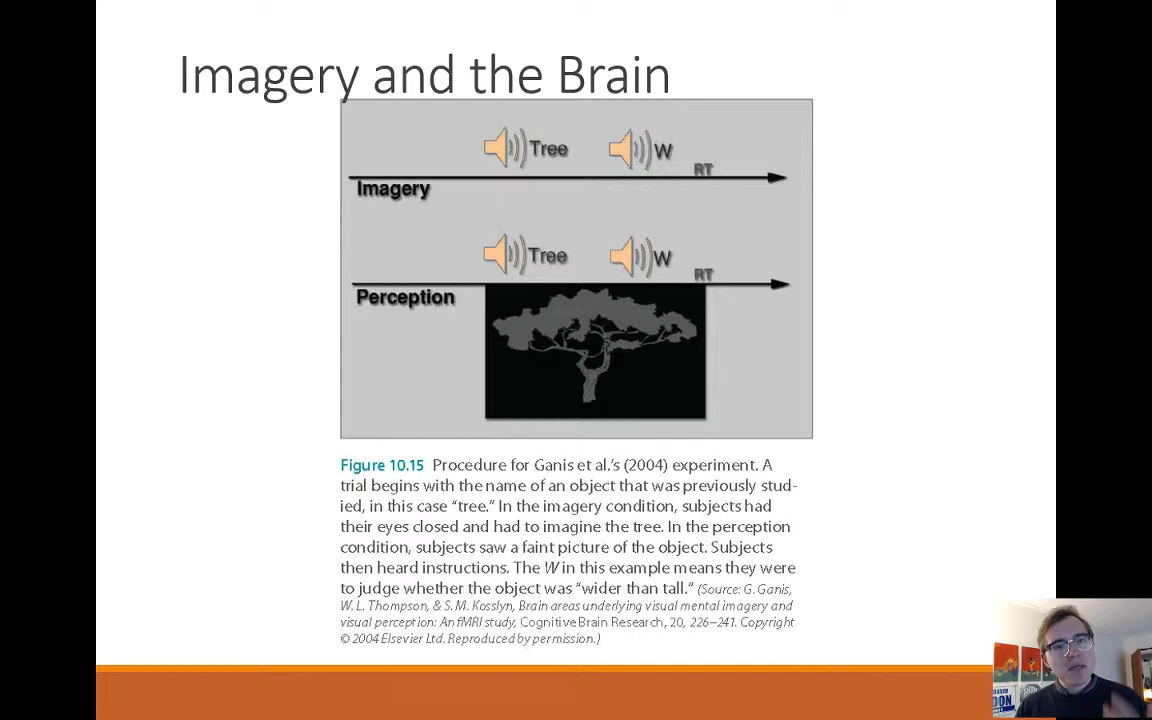 Imagery and the Brain
Tree W
RT
Imagery
Tree W
RT
Perception
Figure 10.15 Procedure for Ganis et al.'s (2004) experiment. A
trial begins with the name of an object that was previously stud-
ied, in this case "tree." In the imagery condition, subjects had
their eyes closed and had to imagine the tree. In the perception
condition, subjects saw a faint picture of the object. Subjects
then heard instructions. The W in this example means they were
to judge whether the object was "wider than tall." (Source: G. Ganis,
W. L. Thompson, & S. M. Kosslyn, Brain areas underlying visual mental imagery and
visual perception: An fMRI study, Cognitive Brain Research, 20, 226–241. Copyright
© 2004 Elsevier Ltd. Reproduced by permission.)
DAVID